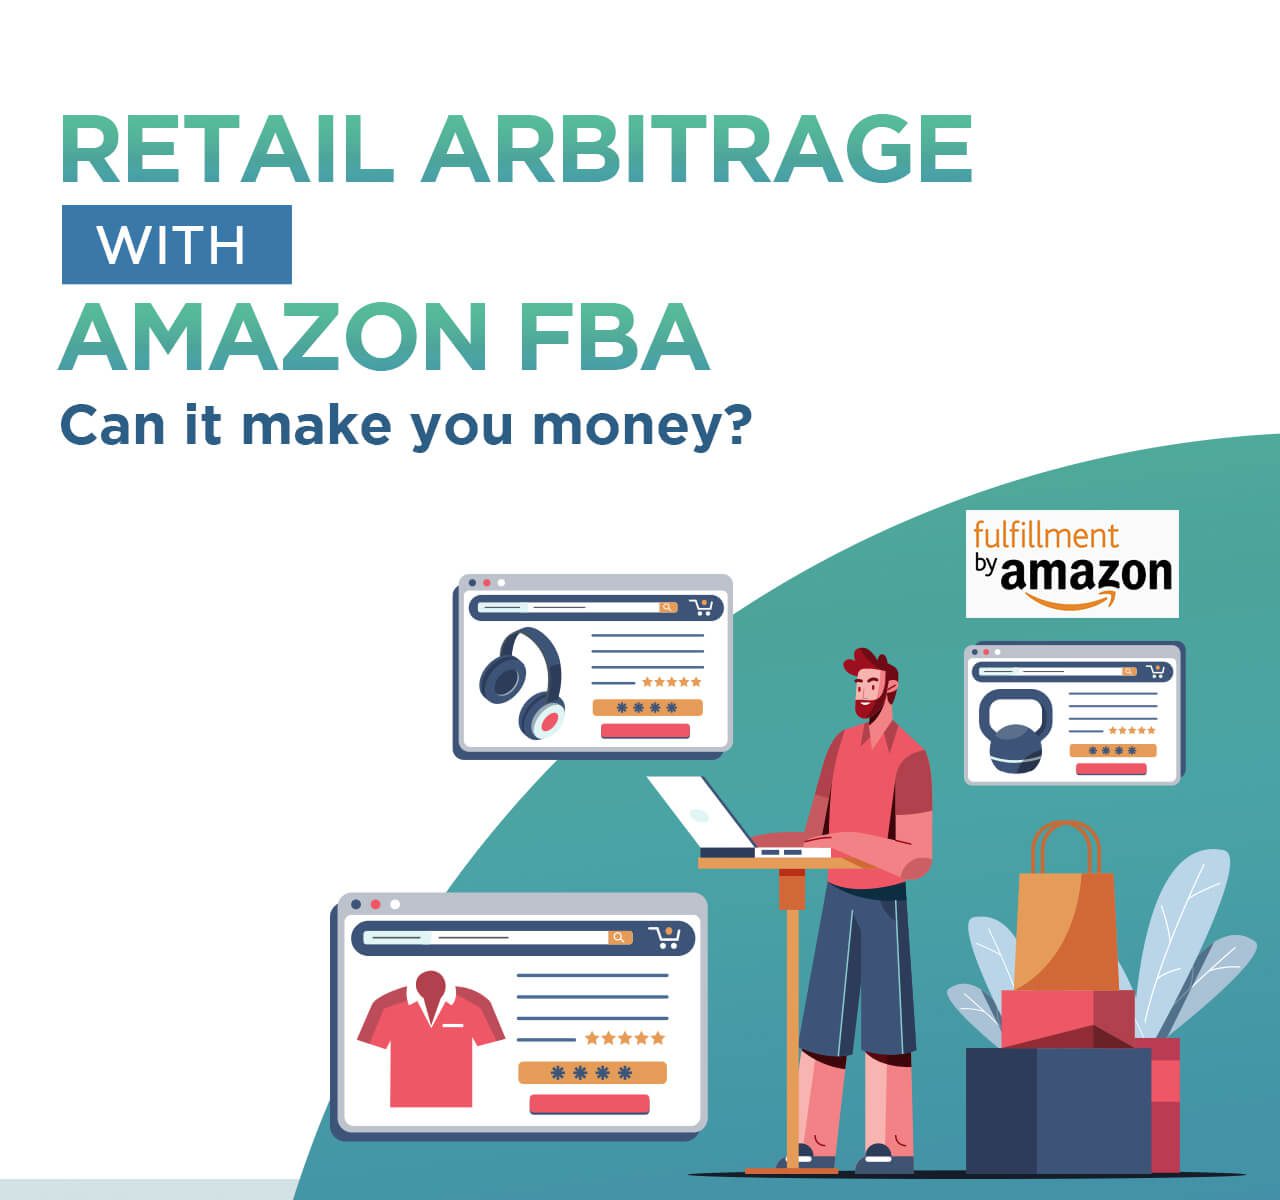 RETAIL ARBITRAGE
WITH
AMAZON FBA
Can it make you money?
fulfillment
by amazon